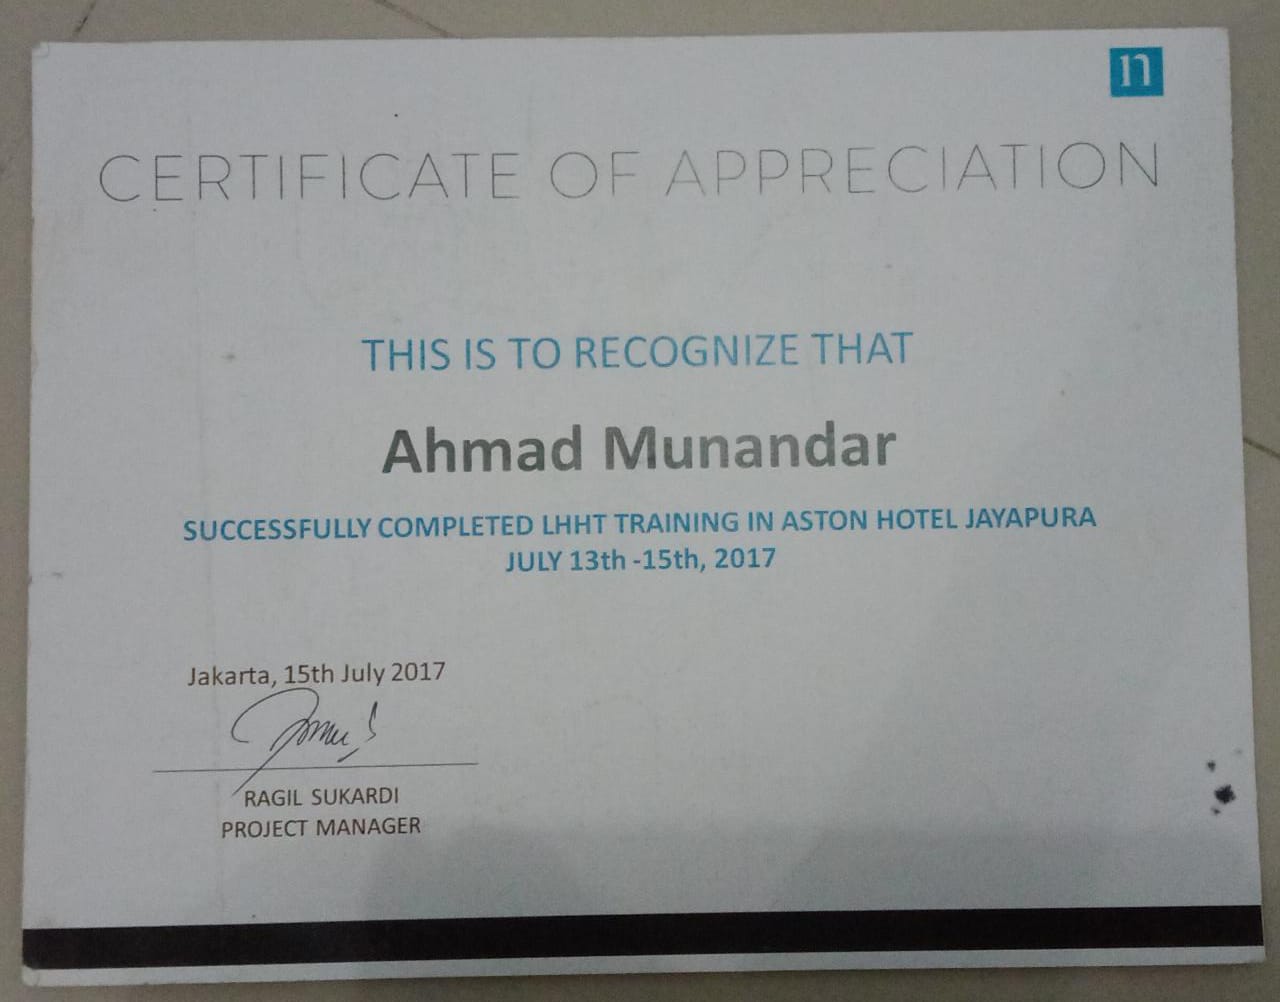 n
CERTIFICATE OF APPRECIATION
THIS IS TO RECOGNIZE THAT
Ahmad Munandar
SUCCESSFULLY COMPLETED LHHT TRAINING IN ASTON HOTEL JAYAPURA
JULY 13th -15th, 2017
Jakarta, 15th July 2017
RAGIL SUKARDI
PROJECT MANAGER